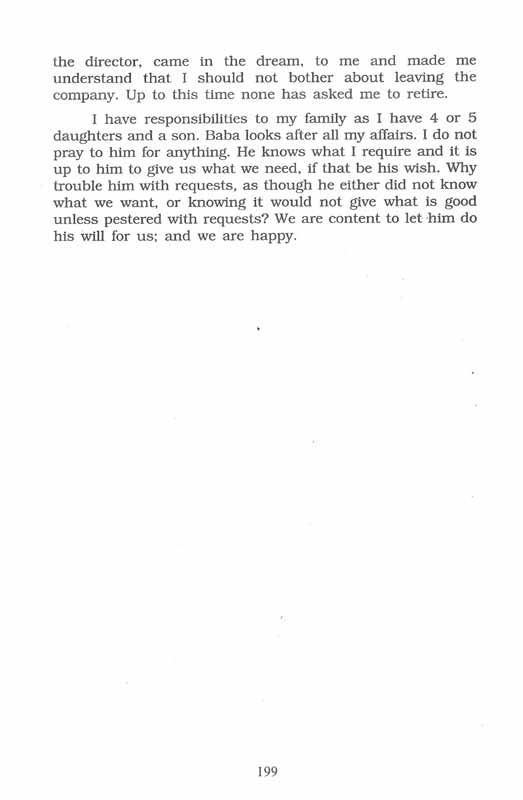 the director, came in the dream, to me and made me
understand that I should not bother about leaving the
company. Up to this time none has asked me to retire.
I have responsibilities to my family as I have 4 or 5
daughters and a son. Baba looks after all my affairs. I do not
pray to him for anything. He knows what I require and it is
up to him to give us what we need, if that be his wish. Why
trouble him with requests, as though he either did not know
what we want, or knowing it would not give what is good
unless pestered with requests? We are content to let him do
his will for us; and we are happy.
199